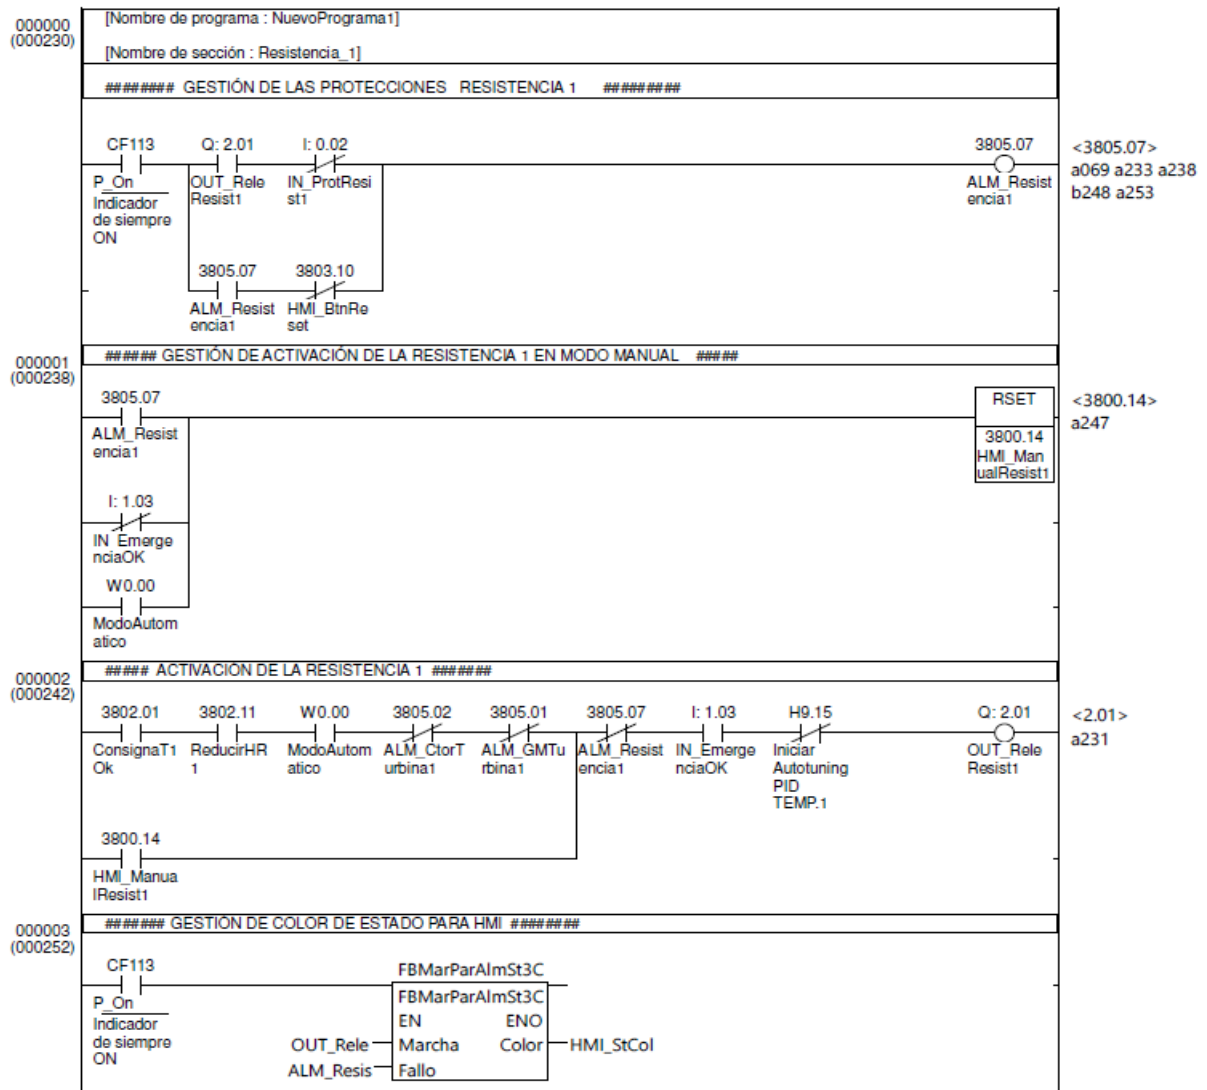 000000
(000230)
[Nombre de programa : NuevoPrograma1]
[Nombre de sección : Resistencia_1]
######## GESTIÓN DE LAS PROTECCIONES RESISTENCIA 1 #########
CF113 Q: 2.01 I: 0.02 3805.07 <3805.07>
a069 a233 a238
P_On OUT_Rele IN_ProtResi ALM_Resist b248 a253
Indicador Resist1 st1 encia1
de siempre
ON
3805.07 3803.10
ALM_Resist HMI_BtnRe
encia1 set
000001
(000238)
###### GESTIÓN DE ACTIVACIÓN DE LA RESISTENCIA 1 EN MODO MANUAL #####
3805.07 RSET <3800.14>
a247
ALM_Resist 3800.14
encia1 HMI_Man
ualResist1
I: 1.03
IN_Emerge
nciaOK
W0.00
ModoAutom
atico
000002
(000242)
##### ACTIVACIÓN DE LA RESISTENCIA 1 #######
3802.01 3802.11 W0.00 3805.02 3805.01 3805.07 I: 1.03 H9.15 Q: 2.01 <2.01>
a231
ConsignaT1 ReducirHR ModoAutom ALM_CtorT ALM_GMTu ALM_Resist IN_Emerge Iniciar OUT_Rele
Ok 1 atico urbina1 rbina1 encia1 nciaOK Autotuning Resist1
PID
TEMP.1
3800.14
HMI_Manua
lResist1
000003
(000252)
####### GESTIÓN DE COLOR DE ESTADO PARA HMI ########
CF113 FBMarParAlmSt3C
P_On FBMarParAlmSt3C
Indicador EN ENO
de siempre OUT_Rele Marcha Color HMI_StCol
ON ALM_Resis Fallo